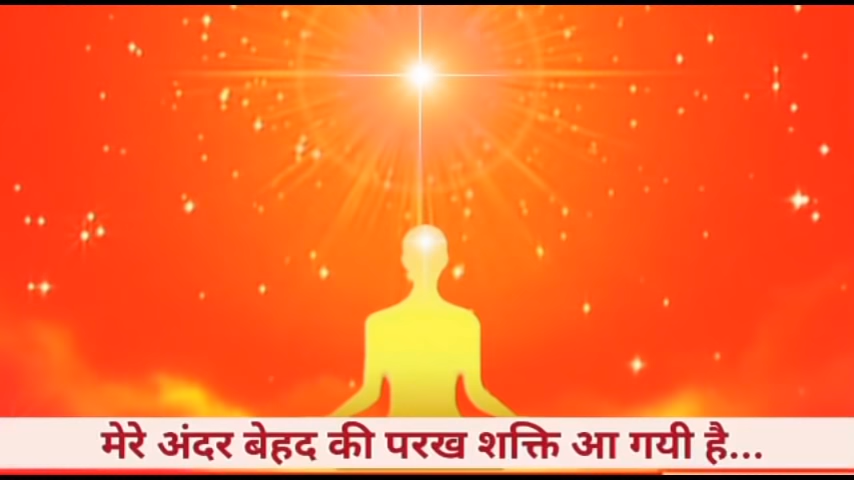 मेरे अंदर बेहद की परख शक्ति आ गयी है...